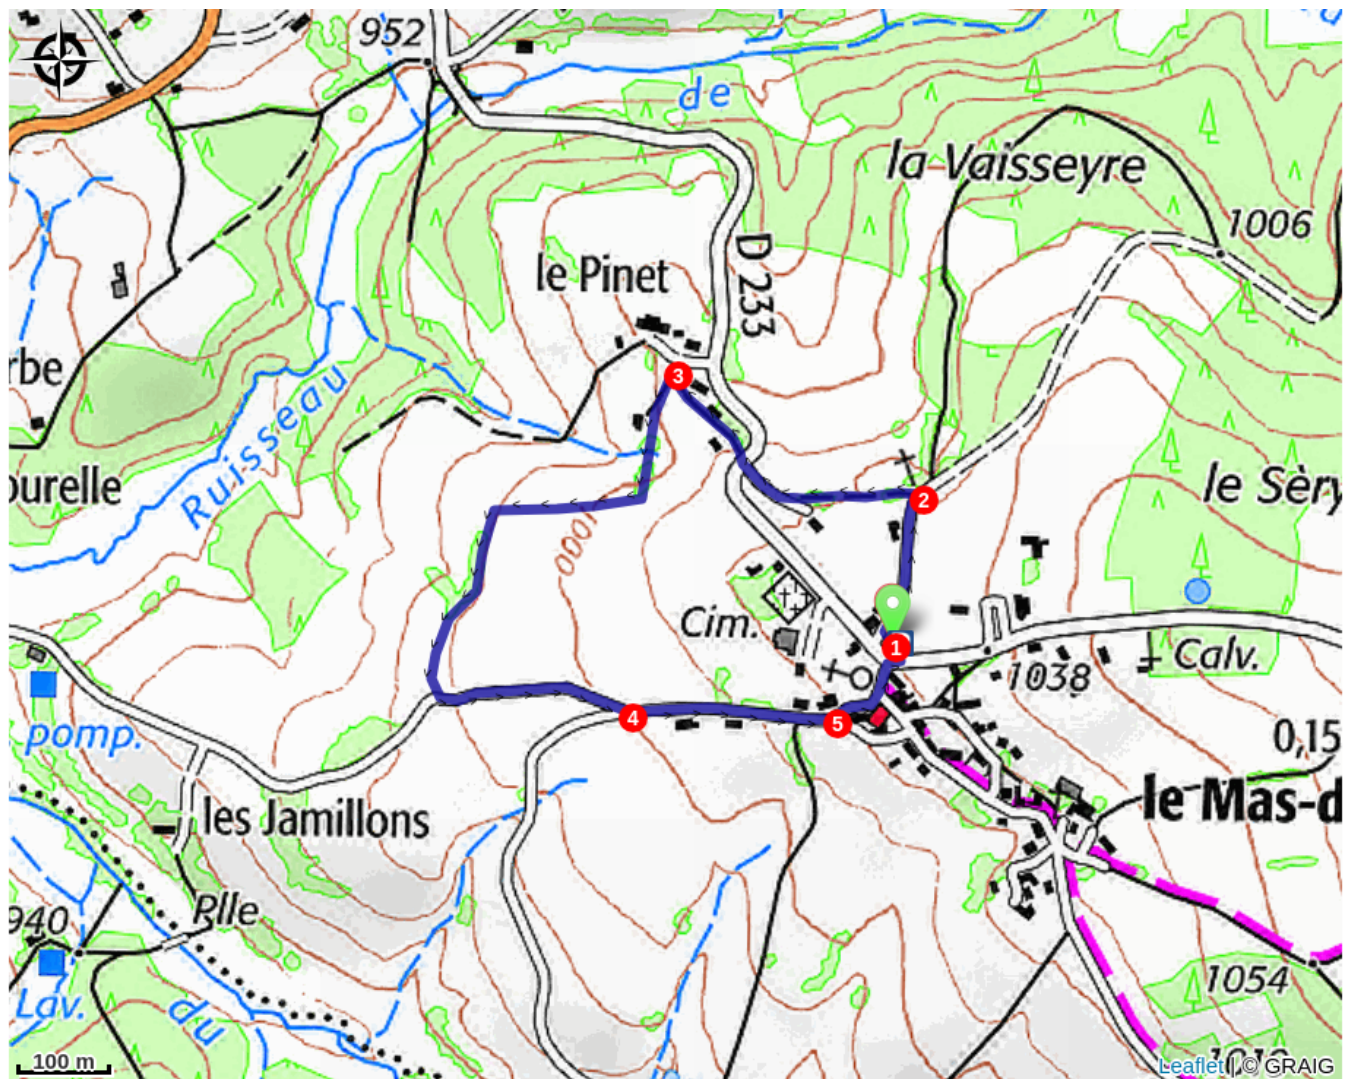 952
de
la Vaisseyre
1006
le Pinet
D 233
rbe
3
Ruisseau
ourelle
le Sèry
2
1000
Cim.
1
Calv.
1038
pomp.
4
5
0,15
le Mas-d
les Jamillons
Rlle
940
1054
Lav.
du
100 m
Leaflet | © GRAIG